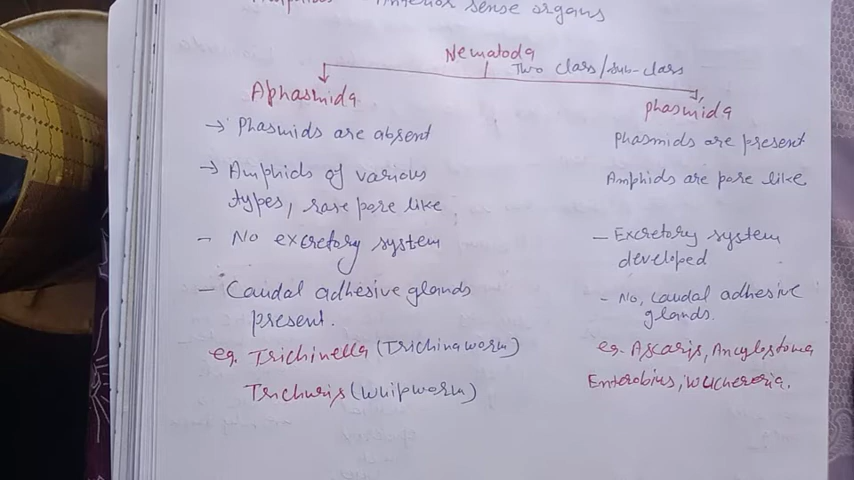 Anterior sense organs
Nematoda
Two class/sub-class
Aphasmida
→ Phasmids are absent
→ Amphids of various
types, rare pore like
- No excretory system
- Caudal adhesive glands
present.
eg. Trichinella (Trichinaworm)
Trichuris (whipworm)
Phasmida
Phasmids are present
Amphids are pore like
- Excretory system
developed
- No, caudal adhesive
glands.
eg. Ascaris, Ancylostoma
Enterobius, wuchereria.